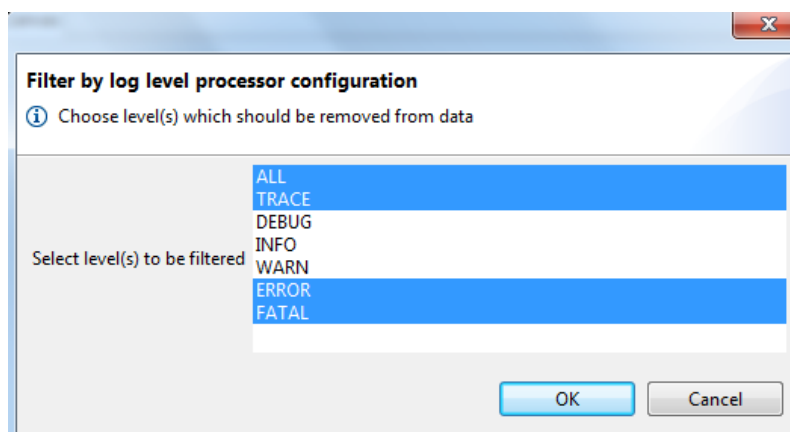 Filter by log level processor configuration
Choose level(s) which should be removed from data
ALL
TRACE
DEBUG
INFO
Select level(s) to be filtered
WARN
ERROR
FATAL
OK Cancel